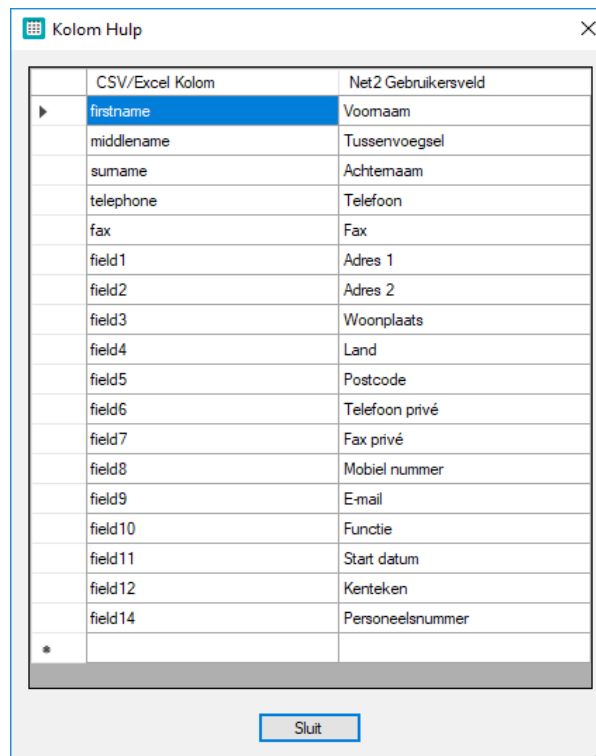 Kolom Hulp
CSV/Excel Kolom Net2 Gebruikersveld
firstname Voornaam
middlename Tussenvoegsel
surname Achternaam
telephone Telefoon
fax Fax
field1 Adres 1
field2 Adres 2
field3 Woonplaats
field4 Land
field5 Postcode
field6 Telefoon privé
field7 Fax privé
field8 Mobiel nummer
field9 E-mail
field10 Functie
field11 Start datum
field12 Kenteken
field14 Personeelsnummer
Sluit